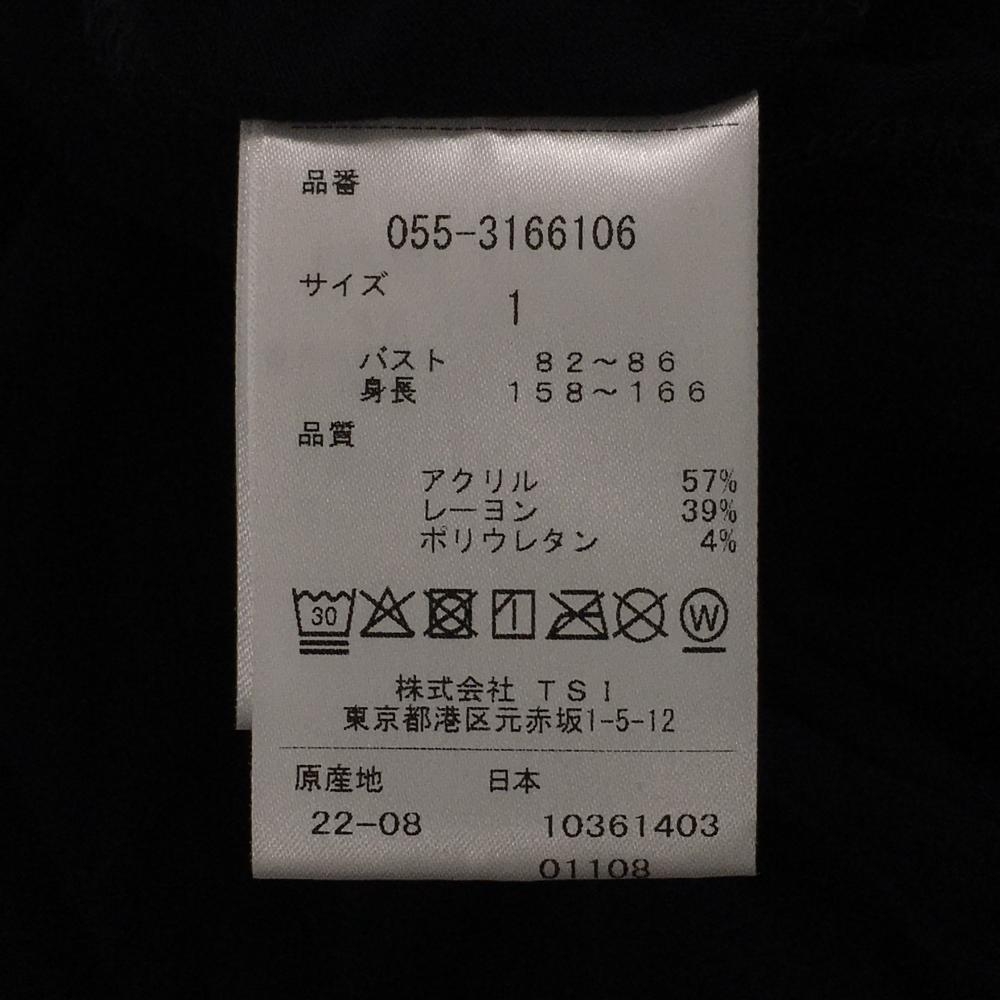 品番
055-3166106
サイズ
1
バスト 82～86
身長 158～166
品質
アクリル 57%
レーヨン 39%
ポリウレタン 4%
30 W
株式会社 TSI
東京都港区元赤坂1-5-12
原産地 日本
22-08 10361403
01108